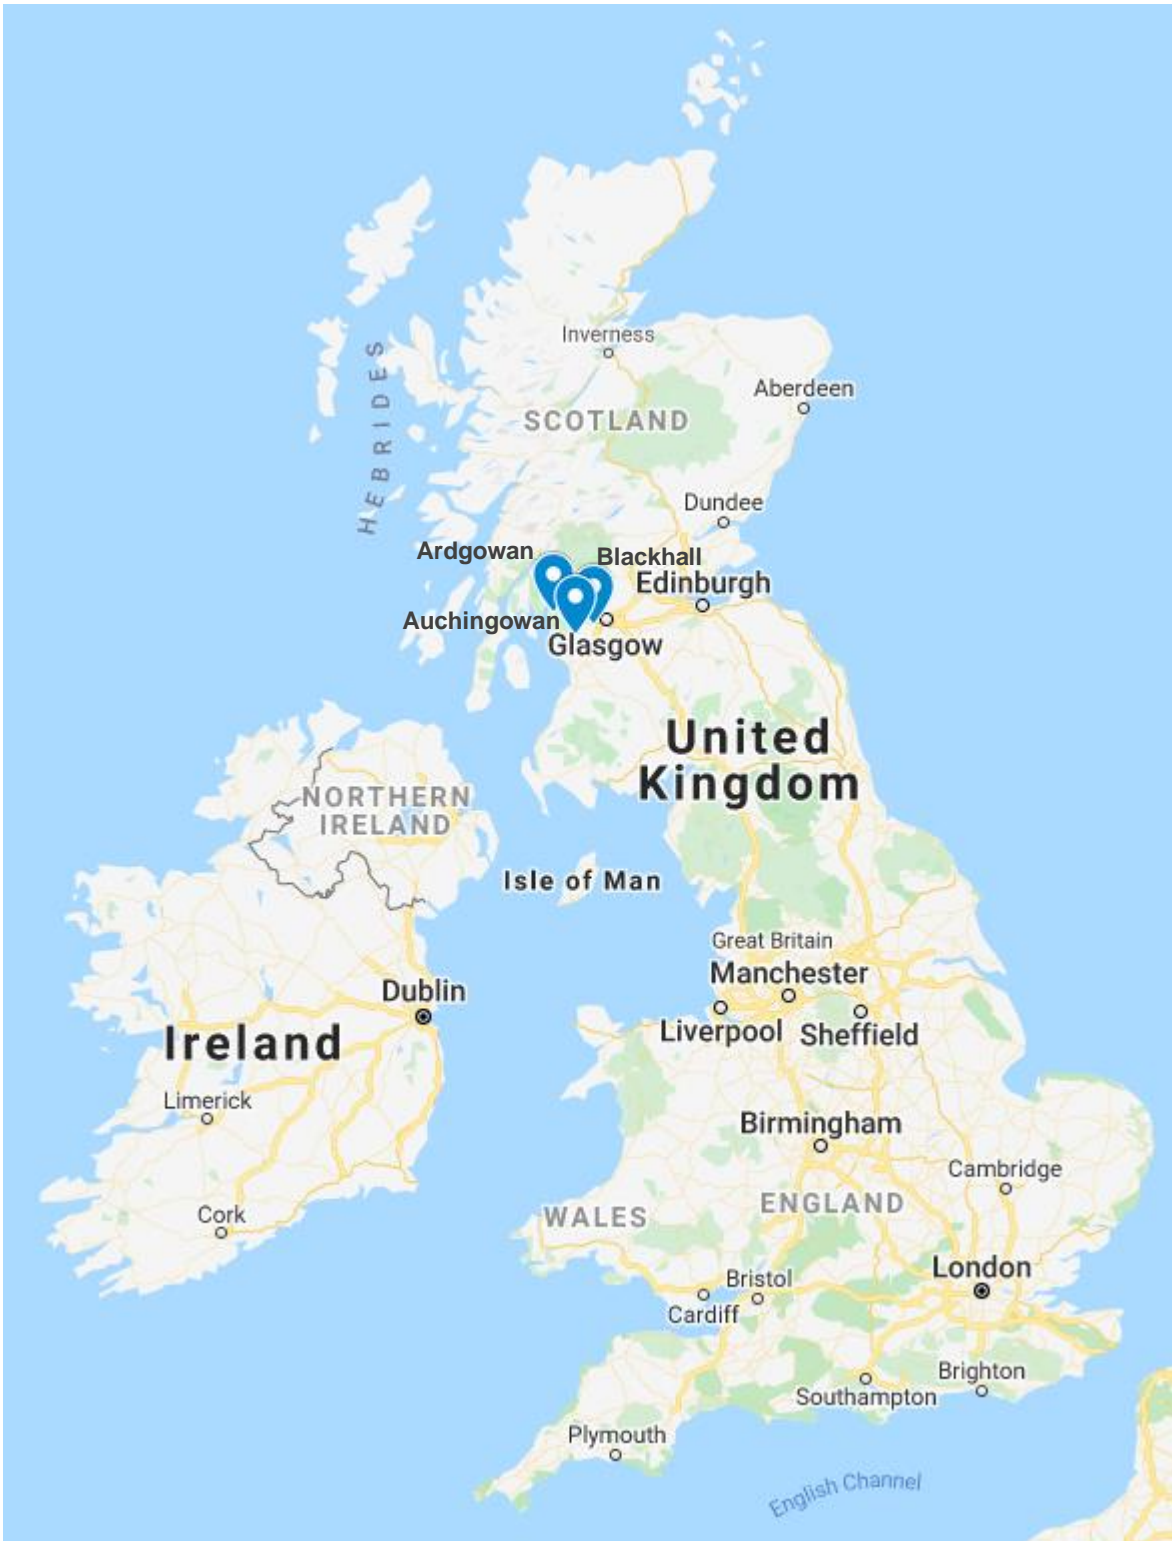 Inverness
Aberdeen
SCOTLAND
HEBRIDES
Dundee
Ardgowan
Blackhall
Edinburgh
Auchingowan
Glasgow
United
Kingdom
NORTHERN
IRELAND
Isle of Man
Great Britain
Manchester
Dublin
Liverpool
Sheffield
Ireland
Limerick
Birmingham
Cambridge
ENGLAND
Cork
WALES
London
Bristol
Cardiff
Brighton
Southampton
Plymouth
English Channel